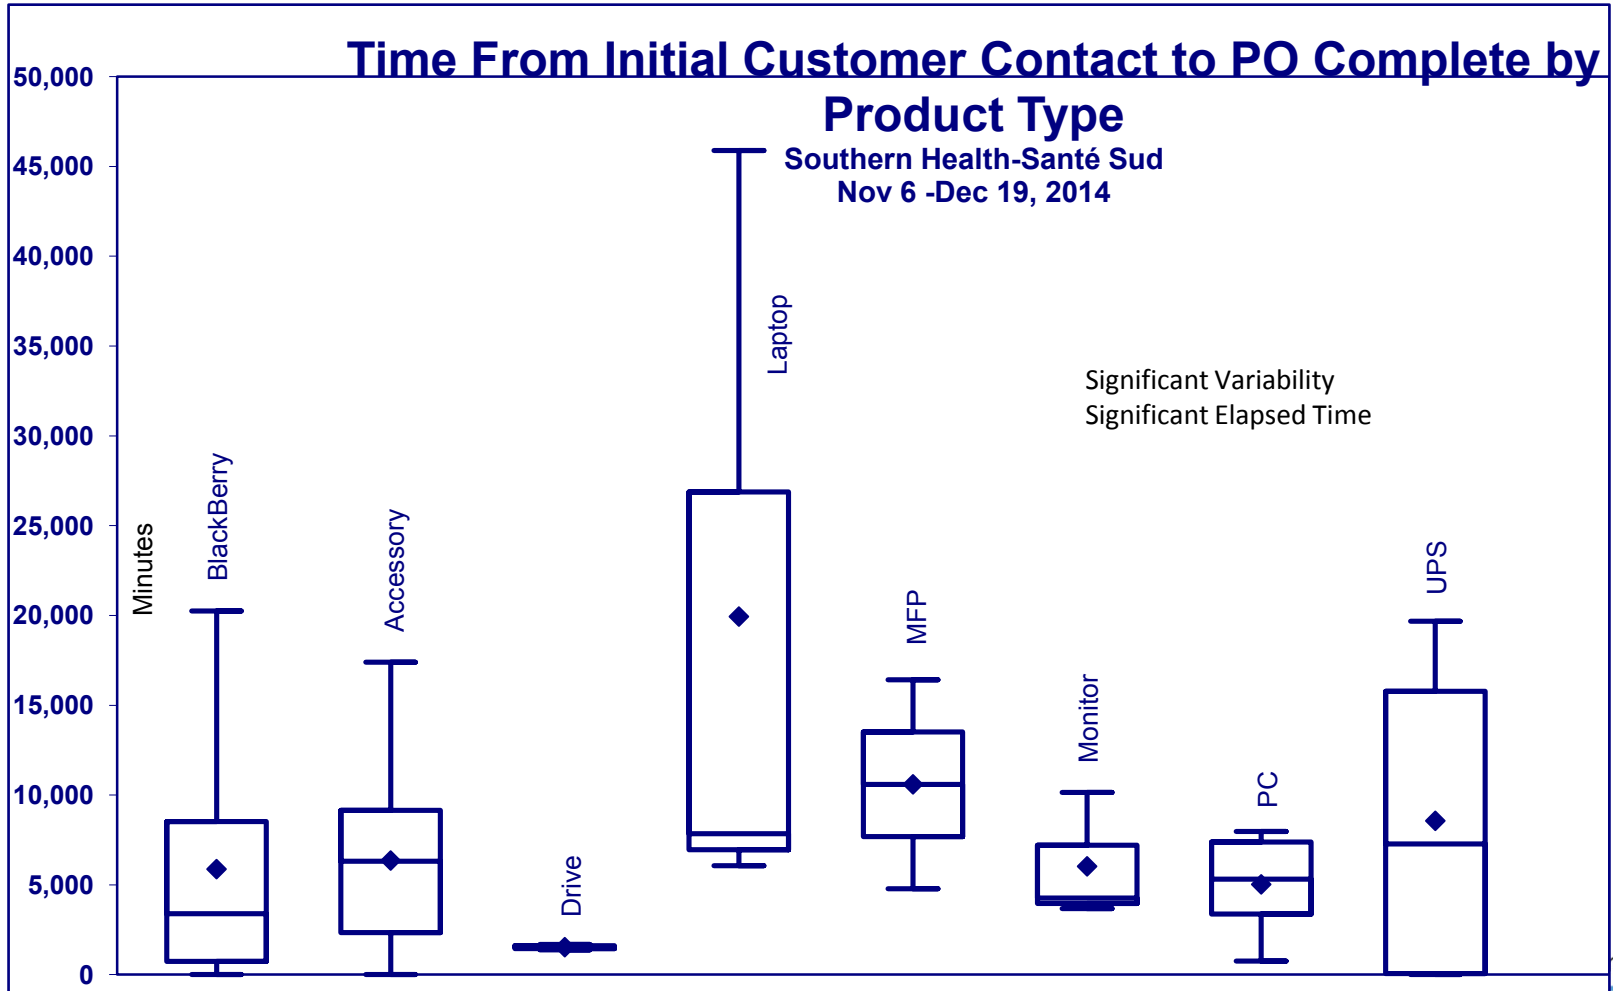 Time From Initial Customer Contact to PO Complete by
Product Type
Southern Health-Santé Sud
Nov 6 -Dec 19, 2014
50,000
45,000
40,000
35,000
30,000
25,000
20,000
15,000
10,000
5,000
0
Minutes
BlackBerry
Accessory
Drive
Laptop
MFP
Monitor
PC
UPS
Significant Variability
Significant Elapsed Time